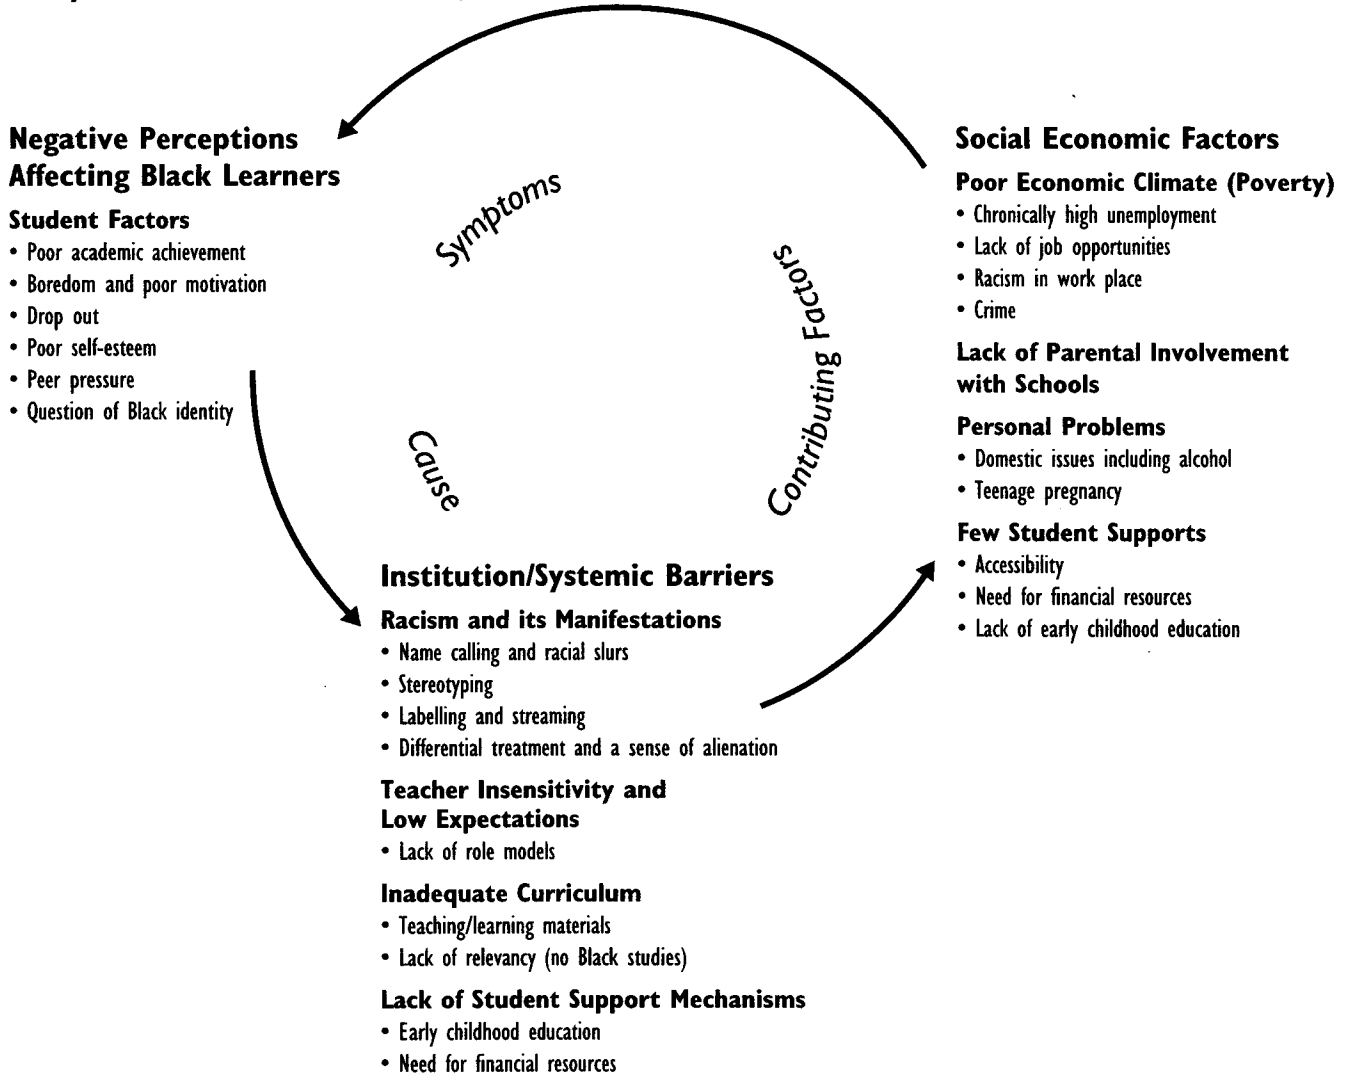 Negative Perceptions
Affecting Black Learners
Student Factors
• Poor academic achievement
• Boredom and poor motivation
• Drop out
• Poor self-esteem
• Peer pressure
• Question of Black identity
Symptoms
Cause
Contributing Factors
Social Economic Factors
Poor Economic Climate (Poverty)
• Chronically high unemployment
• Lack of job opportunities
• Racism in work place
• Crime
Lack of Parental Involvement
with Schools
Personal Problems
• Domestic issues including alcohol
• Teenage pregnancy
Few Student Supports
• Accessibility
• Need for financial resources
• Lack of early childhood education
Institution/Systemic Barriers
Racism and its Manifestations
• Name calling and racial slurs
• Stereotyping
• Labelling and streaming
• Differential treatment and a sense of alienation
Teacher Insensitivity and
Low Expectations
• Lack of role models
Inadequate Curriculum
• Teaching/learning materials
• Lack of relevancy (no Black studies)
Lack of Student Support Mechanisms
• Early childhood education
• Need for financial resources